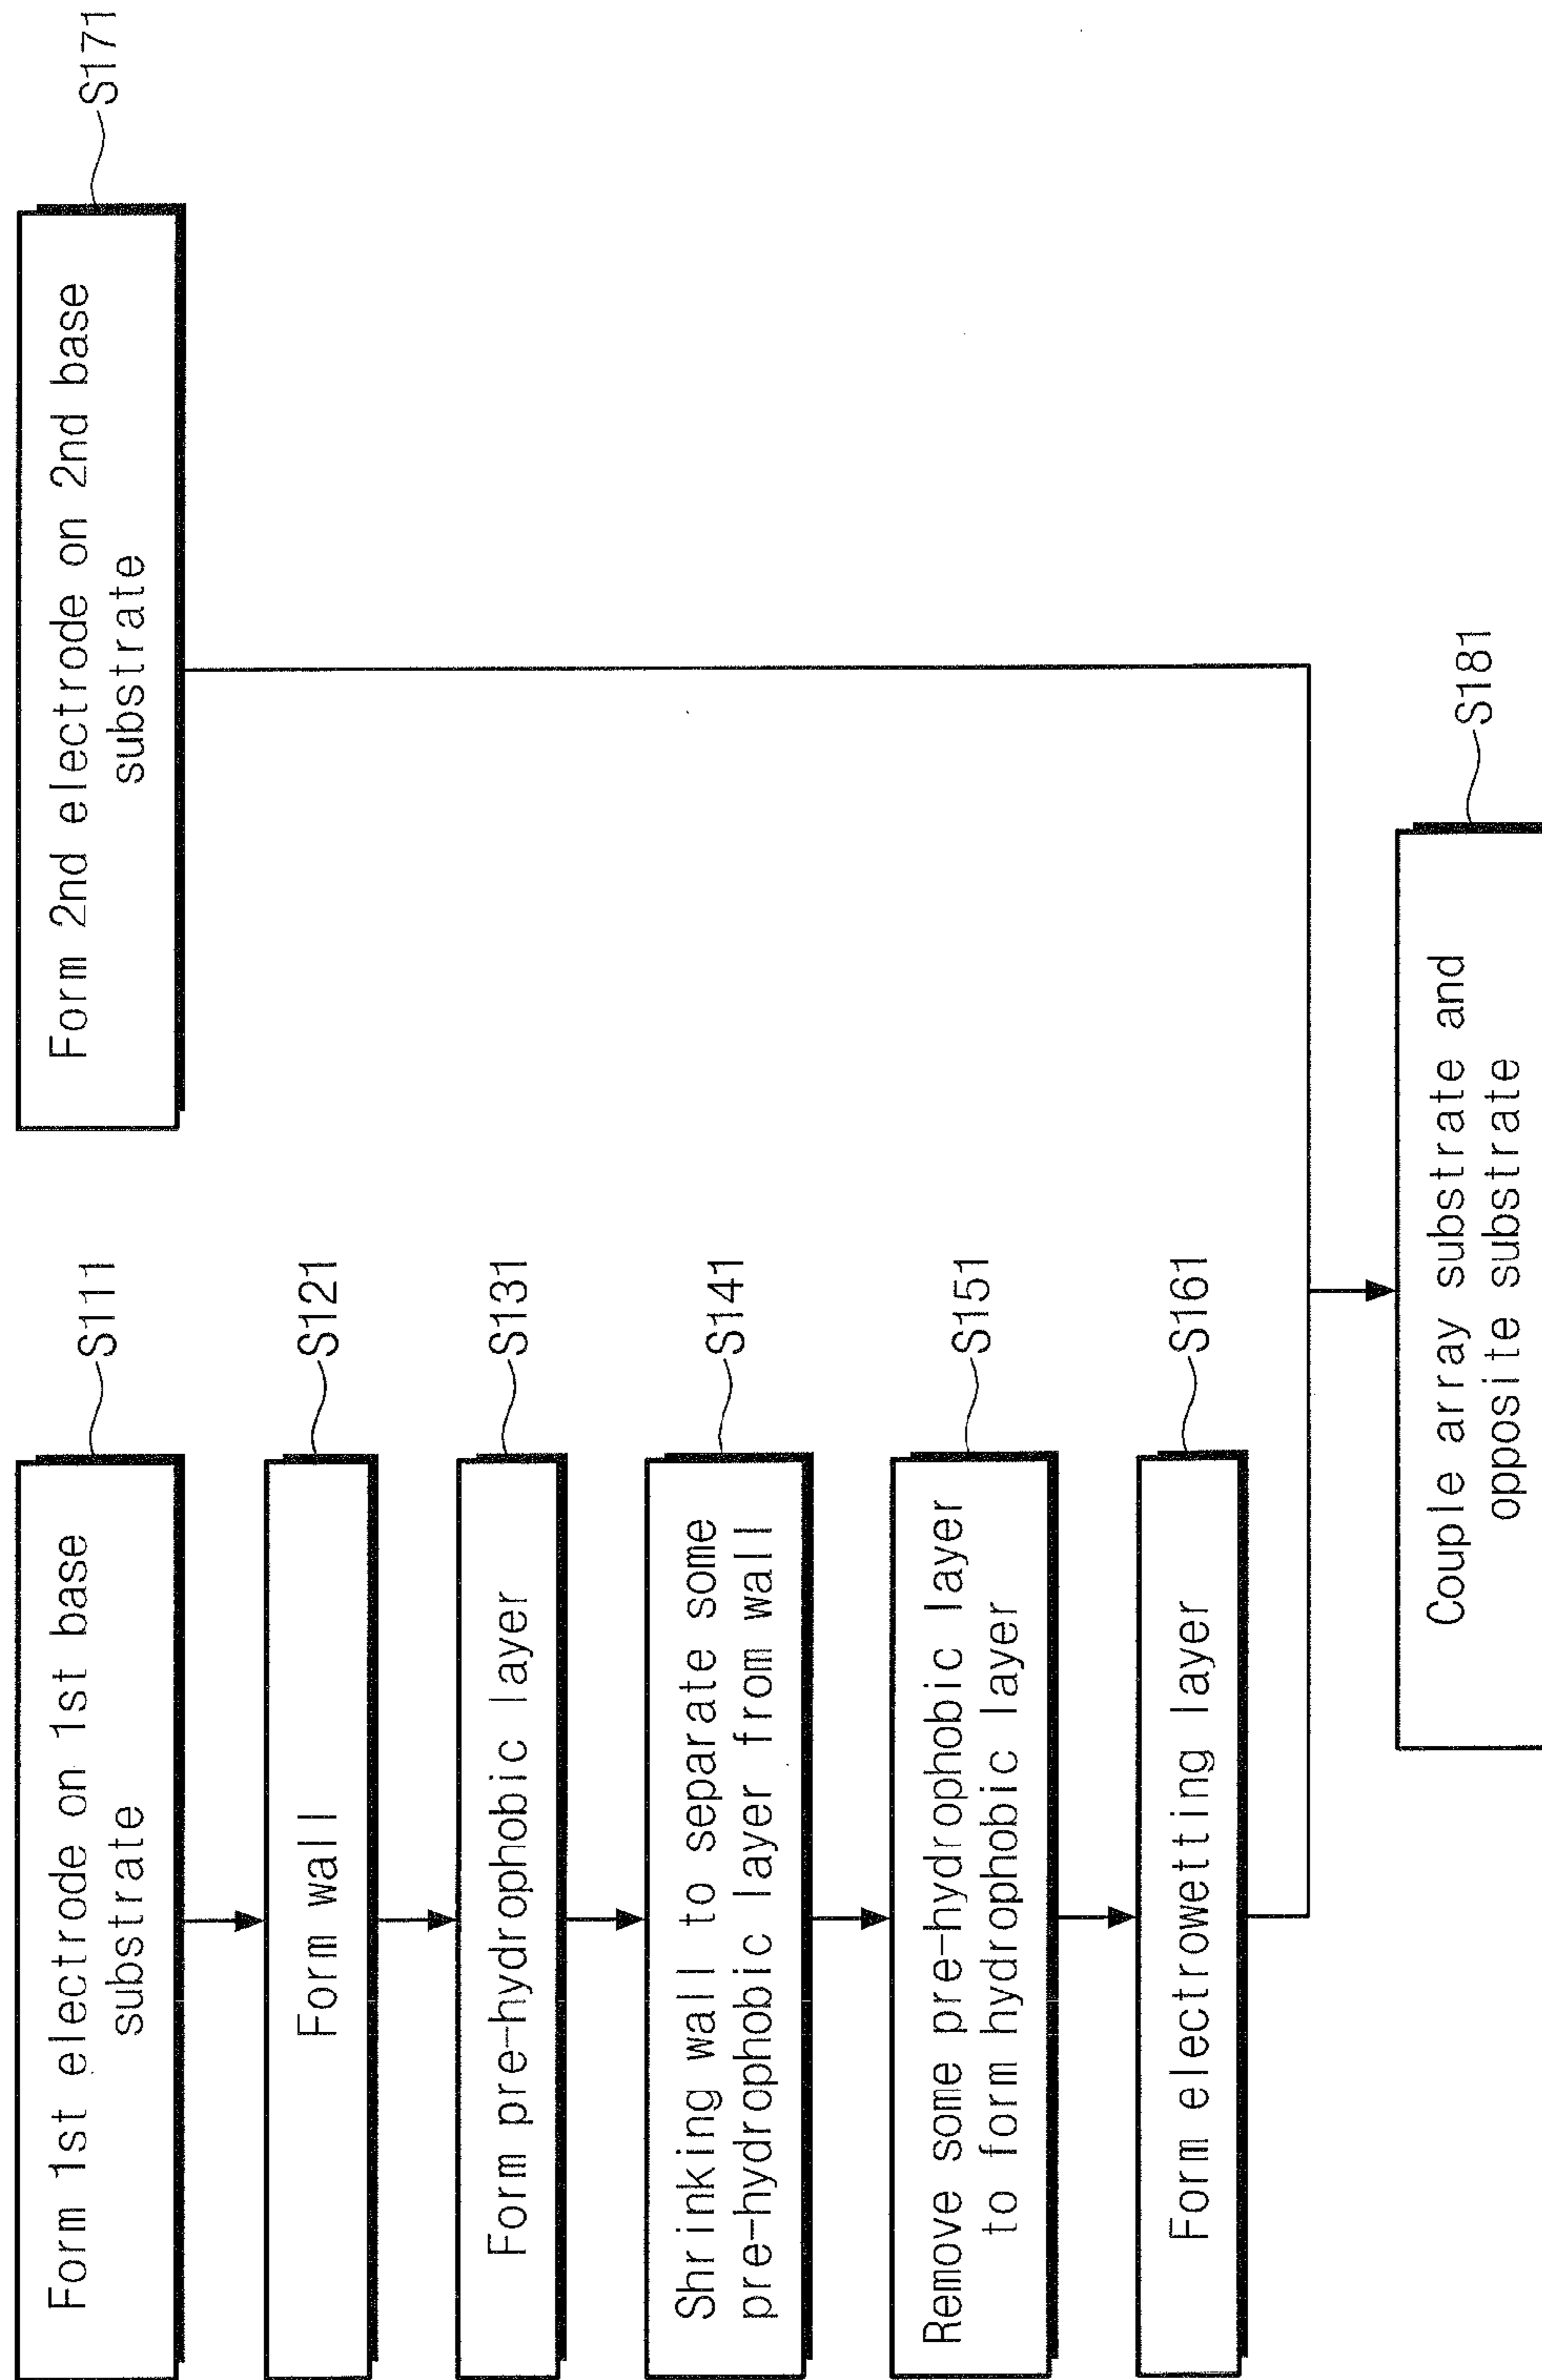 Form 1st electrode on 1st base
substrate
S111
Form wall
S121
Form pre-hydrophobic layer
S131
Shrinking wall to separate some
pre-hydrophobic layer from wall
S141
Remove some pre-hydrophobic layer
to form hydrophobic layer
S151
Form electrowetting layer
S161
Form 2nd electrode on 2nd base
substrate
S171
Couple array substrate and
opposite substrate
S181